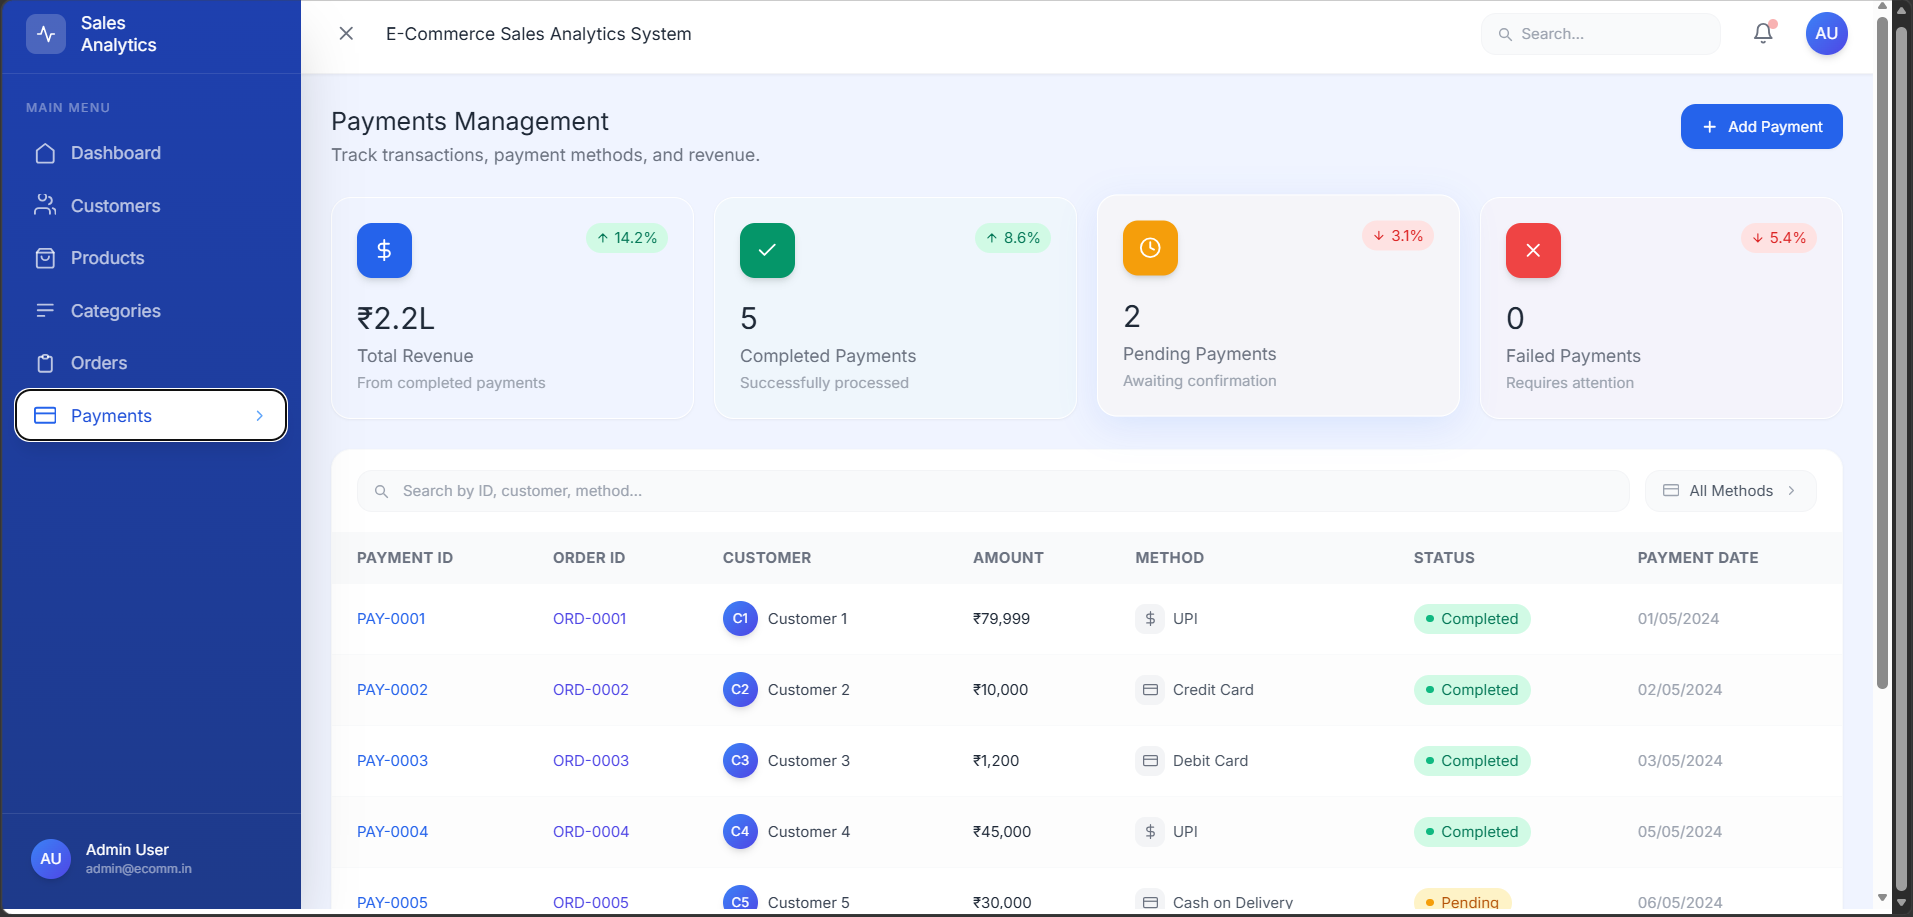 Sales
Analytics
E-Commerce Sales Analytics System
Search...
AU
MAIN MENU
Dashboard
Customers
Products
Categories
Orders
Payments
Admin User
admin@ecomm.in
AU
Payments Management
Track transactions, payment methods, and revenue.
+ Add Payment
$
↑ 14.2%
₹2.2L
Total Revenue
From completed payments
↑ 8.6%
5
Completed Payments
Successfully processed
↓ 3.1%
2
Pending Payments
Awaiting confirmation
↓ 5.4%
0
Failed Payments
Requires attention
Search by ID, customer, method...
All Methods
PAYMENT ID ORDER ID CUSTOMER AMOUNT METHOD STATUS PAYMENT DATE
PAY-0001 ORD-0001 C1 Customer 1 ₹79,999 $ UPI Completed 01/05/2024
PAY-0002 ORD-0002 C2 Customer 2 ₹10,000 Credit Card Completed 02/05/2024
PAY-0003 ORD-0003 C3 Customer 3 ₹1,200 Debit Card Completed 03/05/2024
PAY-0004 ORD-0004 C4 Customer 4 ₹45,000 $ UPI Completed 05/05/2024
PAY-0005 ORD-0005 C5 Customer 5 ₹30,000 Cash on Delivery Pending 06/05/2024